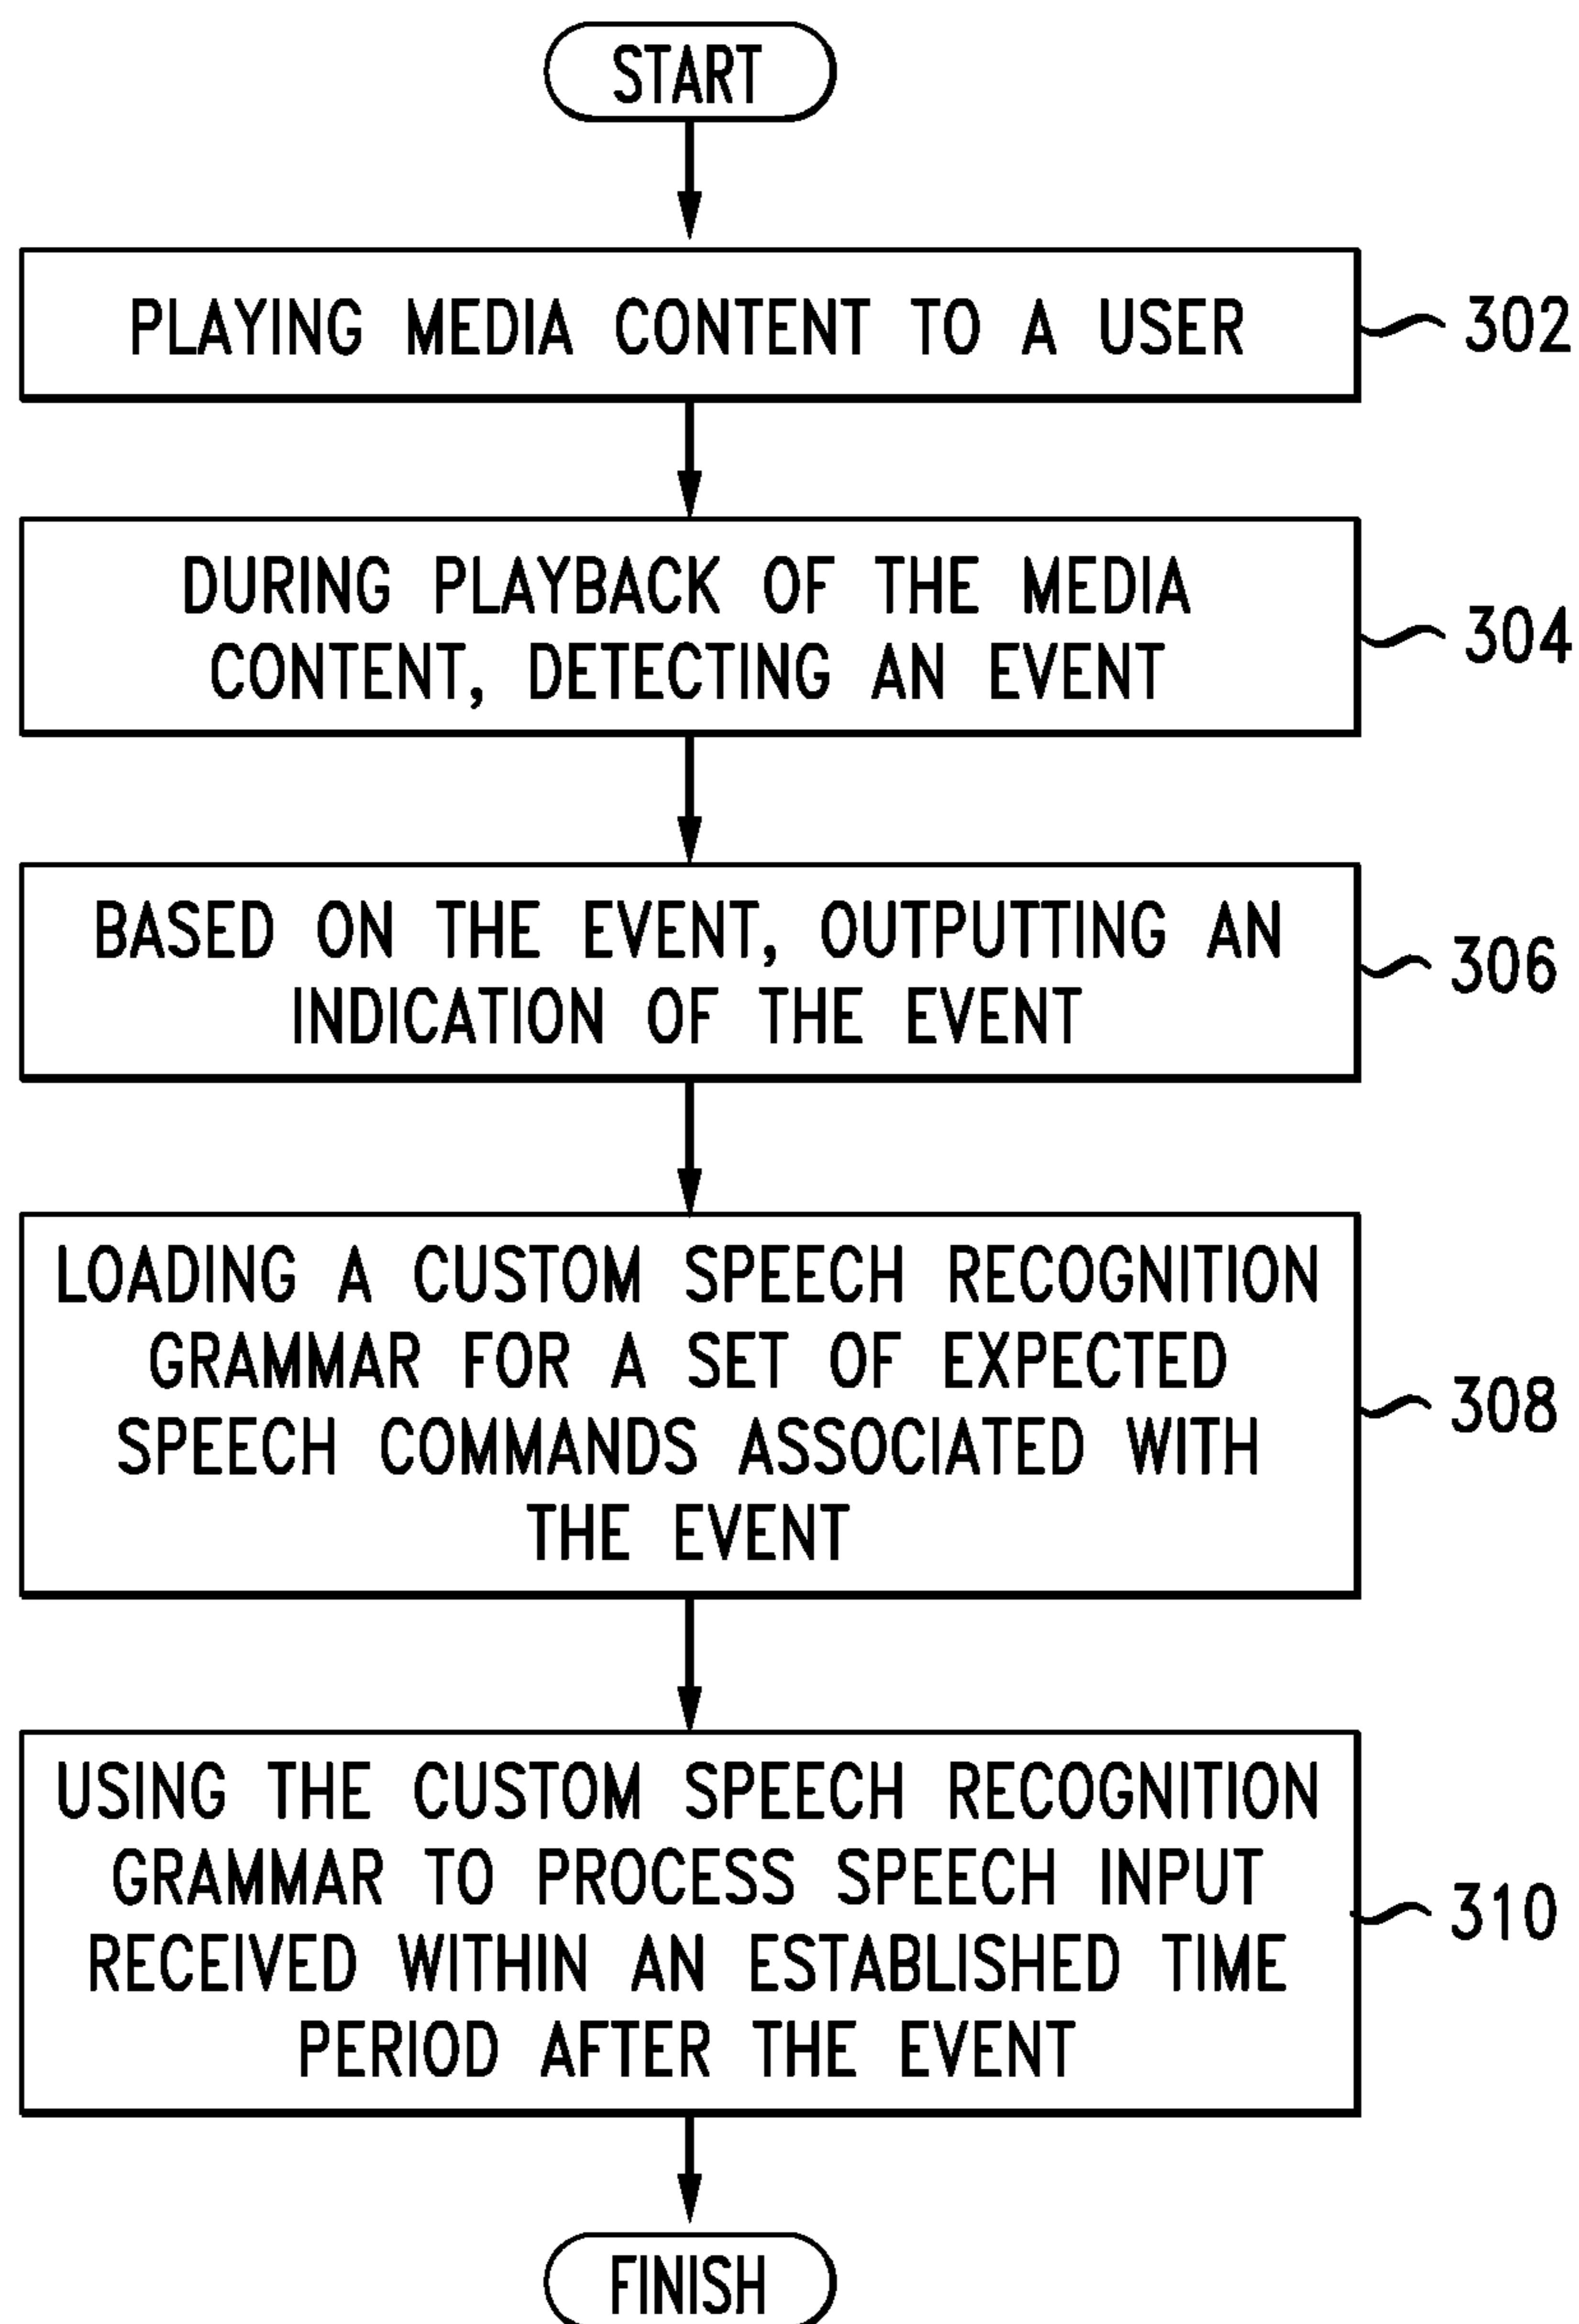 START
PLAYING MEDIA CONTENT TO A USER
302
DURING PLAYBACK OF THE MEDIA
CONTENT, DETECTING AN EVENT
304
BASED ON THE EVENT, OUTPUTTING AN
INDICATION OF THE EVENT
306
LOADING A CUSTOM SPEECH RECOGNITION
GRAMMAR FOR A SET OF EXPECTED
SPEECH COMMANDS ASSOCIATED WITH
THE EVENT
308
USING THE CUSTOM SPEECH RECOGNITION
GRAMMAR TO PROCESS SPEECH INPUT
RECEIVED WITHIN AN ESTABLISHED TIME
PERIOD AFTER THE EVENT
310
FINISH